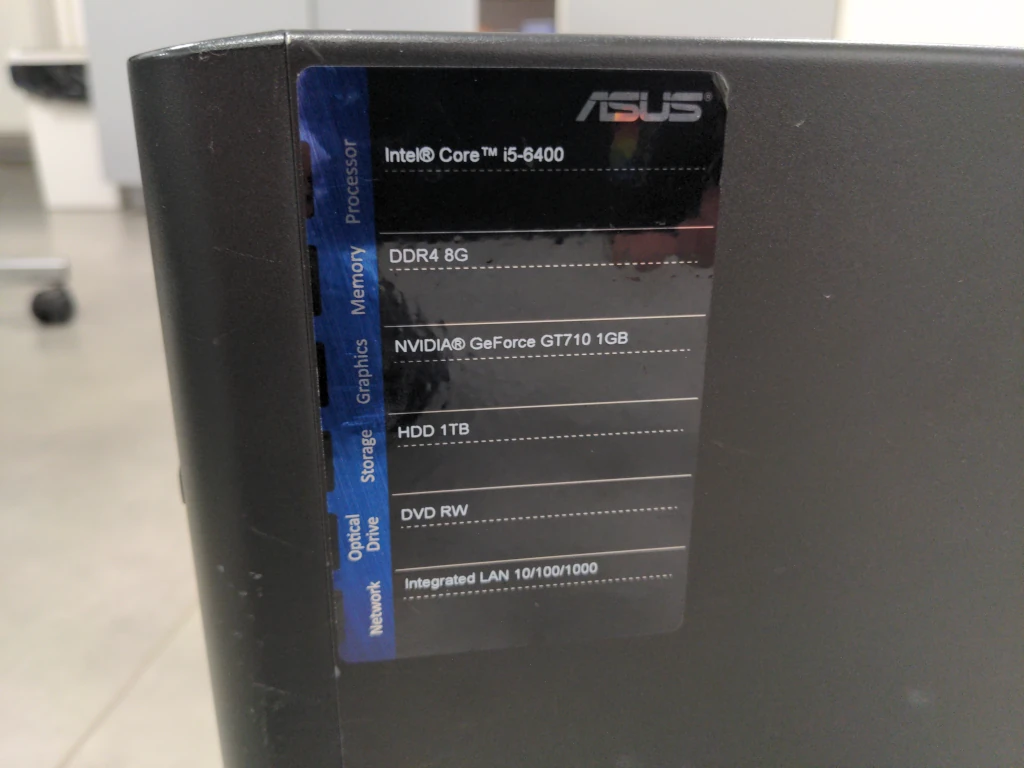 ASUS®
Processor
Intel® Core™ i5-6400
Memory
DDR4 8G
Graphics
NVIDIA® GeForce GT710 1GB
Storage
HDD 1TB
Optical
Drive
DVD RW
Network
Integrated LAN 10/100/1000